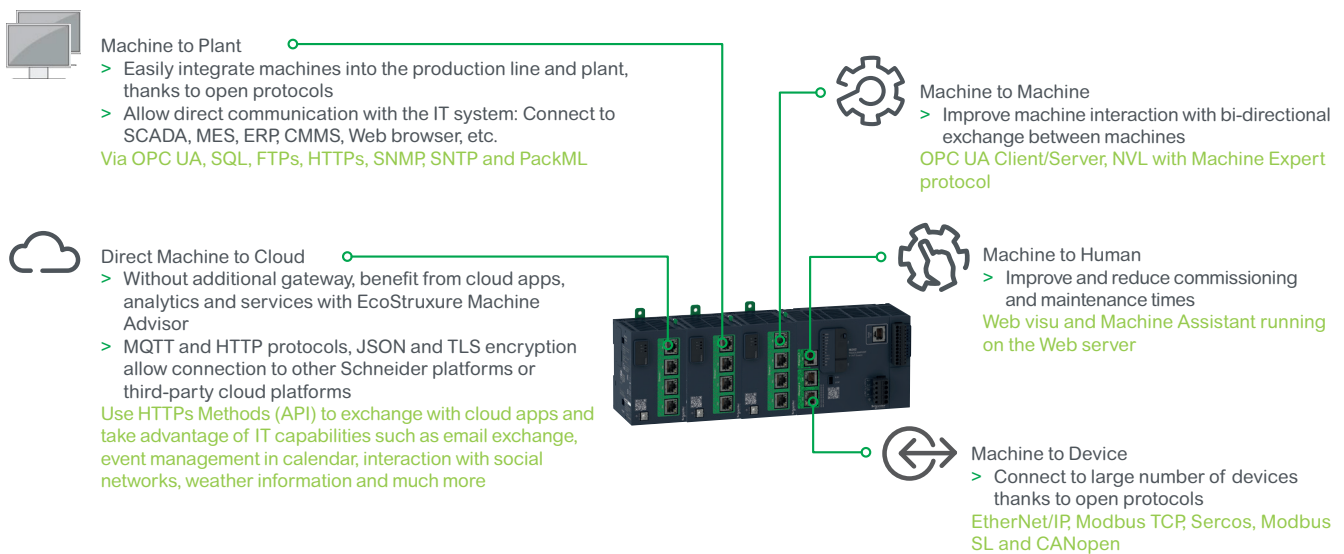 Machine to Plant
> Easily integrate machines into the production line and plant,
thanks to open protocols
> Allow direct communication with the IT system: Connect to
SCADA, MES, ERP, CMMS, Web browser, etc.
Via OPC UA, SQL, FTPs, HTTPs, SNMP, SNTP and PackML
Direct Machine to Cloud
> Without additional gateway, benefit from cloud apps,
analytics and services with EcoStruxure Machine
Advisor
> MQTT and HTTP protocols, JSON and TLS encryption
allow connection to other Schneider platforms or
third-party cloud platforms
Use HTTPs Methods (API) to exchange with cloud apps and
take advantage of IT capabilities such as email exchange,
event management in calendar, interaction with social
networks, weather information and much more
Machine to Machine
> Improve machine interaction with bi-directional
exchange between machines
OPC UA Client/Server, NVL with Machine Expert
protocol
Machine to Human
> Improve and reduce commissioning
and maintenance times
Web visu and Machine Assistant running
on the Web server
Machine to Device
> Connect to large number of devices
thanks to open protocols
EtherNet/IP, Modbus TCP, Sercos, Modbus
SL and CANopen